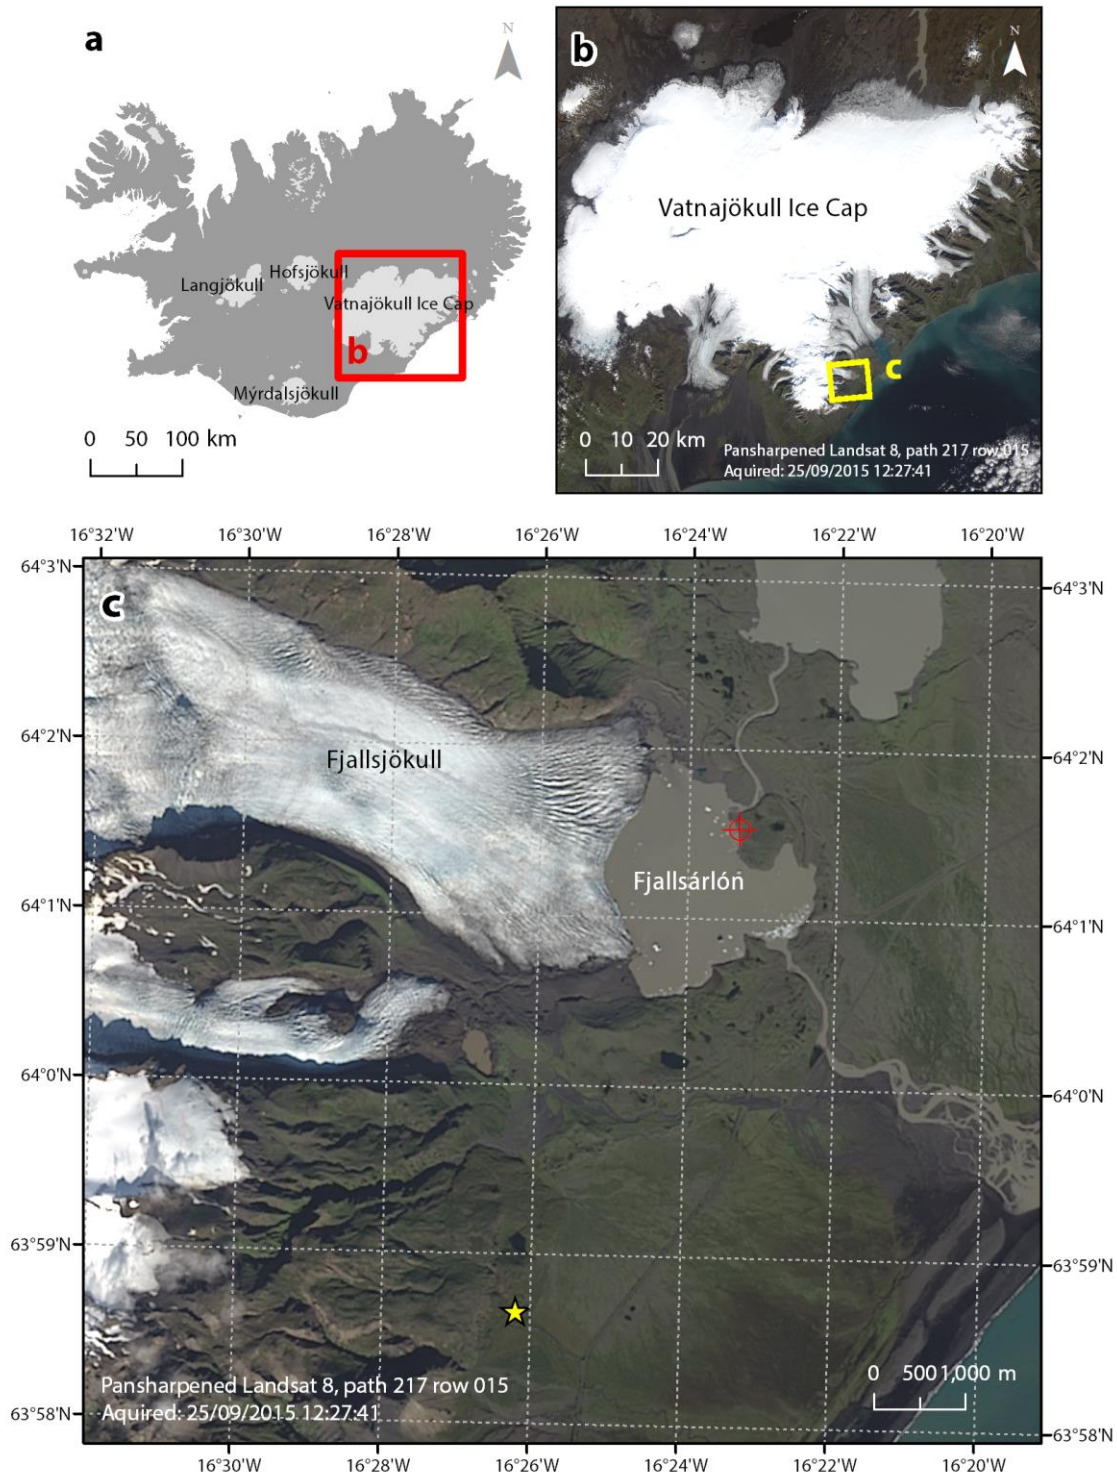 a
N
Langjökull
Hofsjökull
Vatnajökull Ice Cap
b
Mýrdalsjökull
0 50 100 km
b
N
Vatnajökull Ice Cap
c
0 10 20 km
Pansharpened Landsat 8, path 217 row 015
Aquired: 25/09/2015 12:27:41
16°32'W 16°30'W 16°28'W 16°26'W 16°24'W 16°22'W 16°20'W
64°3'N
64°3'N
c
64°2'N
64°2'N
Fjallsjökull
Fjallsárlón
64°1'N
64°1'N
64°0'N
64°0'N
63°59'N
63°59'N
0 500 1,000 m
Pansharpened Landsat 8, path 217 row 015
Aquired: 25/09/2015 12:27:41
63°58'N
63°58'N
16°30'W 16°28'W 16°26'W 16°24'W 16°22'W 16°20'W